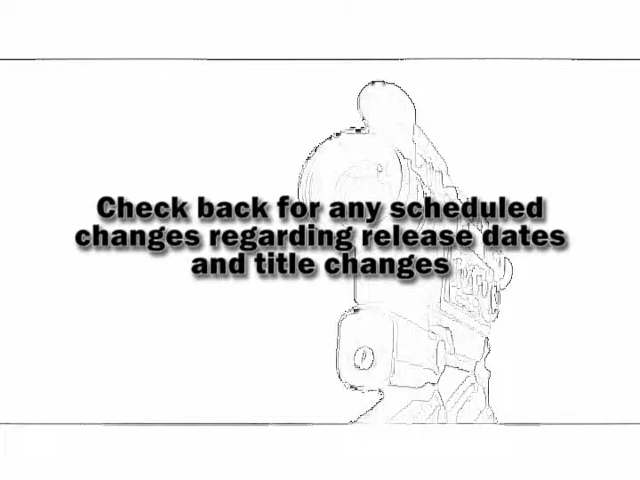 Check back for any scheduled
changes regarding release dates
and title changes